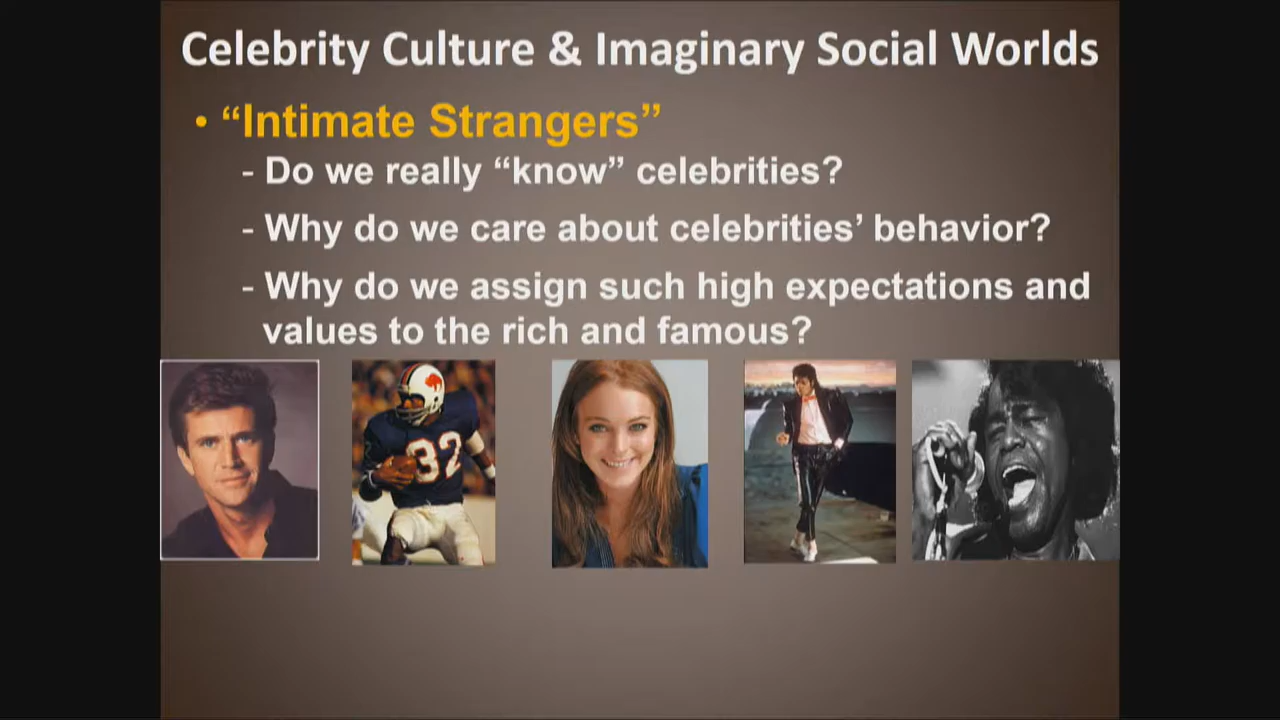 Celebrity Culture & Imaginary Social Worlds
• “Intimate Strangers”
- Do we really “know” celebrities?
- Why do we care about celebrities’ behavior?
- Why do we assign such high expectations and
values to the rich and famous?
32